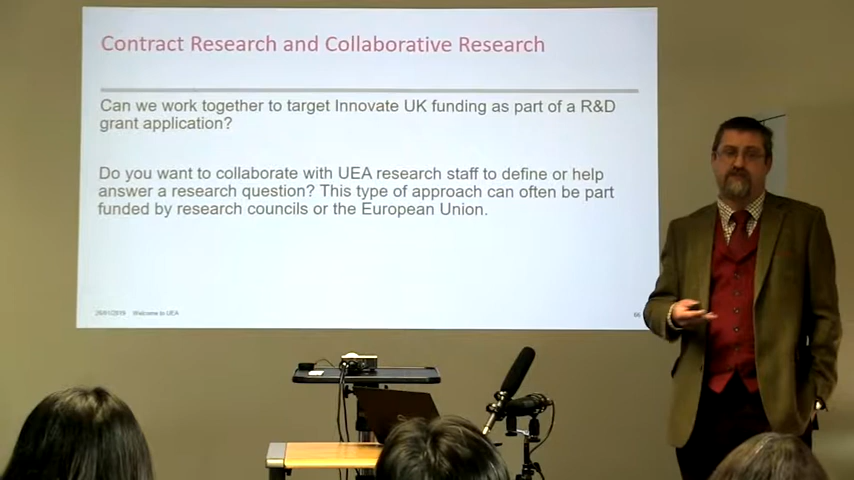 Contract Research and Collaborative Research
Can we work together to target Innovate UK funding as part of a R&D
grant application?
Do you want to collaborate with UEA research staff to define or help
answer a research question? This type of approach can often be part
funded by research councils or the European Union.
Welcome to UEA
66